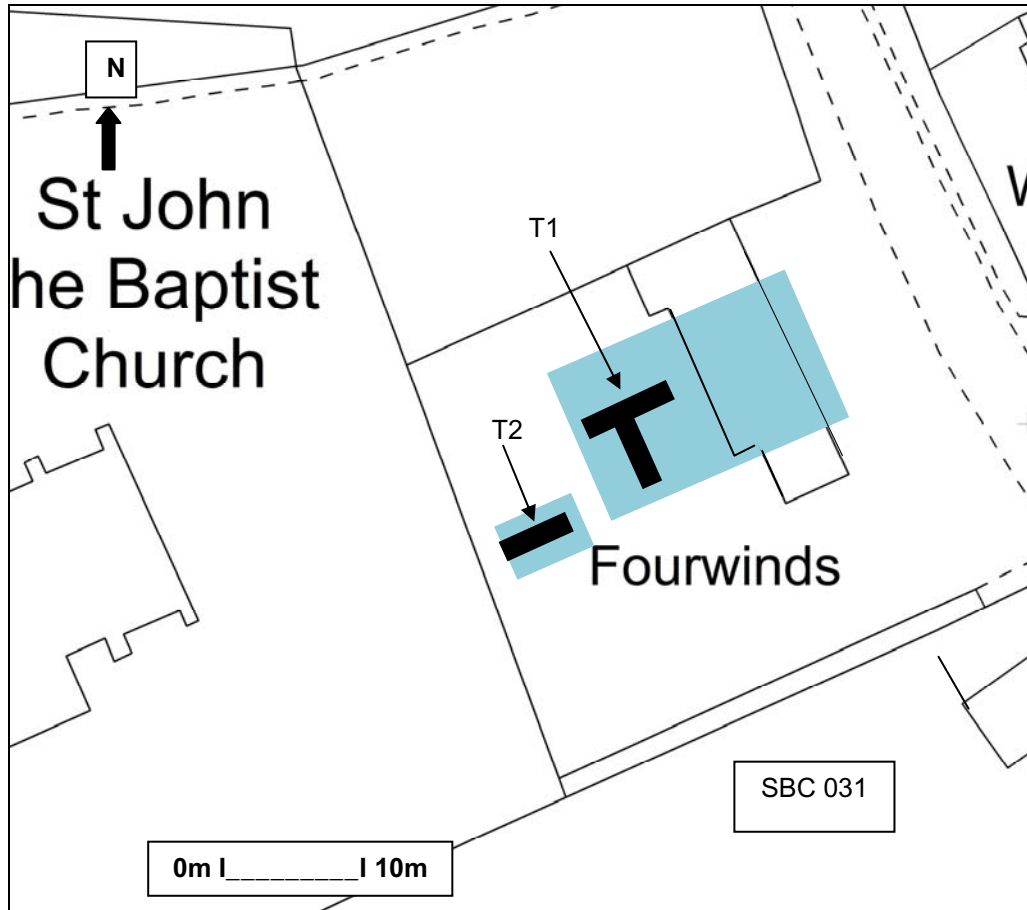 N
St John
he Baptist
Church
T1
T2
Fourwinds
SBC 031
0m I_________I 10m